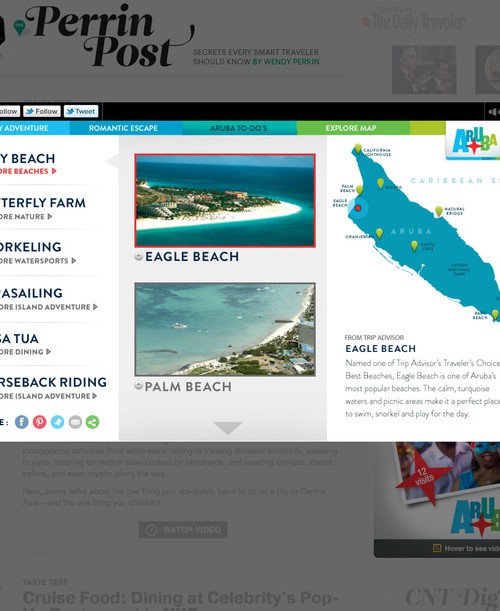 THE Perrin
Post
SECRETS EVERY SMART TRAVELER
SHOULD KNOW BY WENDY PERRIN
The Daily Traveler
ollow
Follow
Tweet
Y ADVENTURE
ROMANTIC ESCAPE
ARUBA TO-DO'S
EXPLORE MAP
ARUBA
Y BEACH
ORE BEACHES
TTERFLY FARM
ORE NATURE
ORKELING
ORE WATERSPORTS
ASAILING
ORE ISLAND ADVENTURE
SA TUA
ORE DINING
RSEBACK RIDING
ORE ISLAND ADVENTURE
E:
EAGLE BEACH
PALM BEACH
CALIFORNIA
LIGHTHOUSE
CARIBBEAN SE
PALM
BEACH
EAGLE
BEACH
NATURAL
BRIDGE
ORANJESTAD
ARUBA
SANTA
CRUZ
ARIKOK
NATIONAL
PARK
BABY
BEACH
FROM TRIP ADVISOR
EAGLE BEACH
Named one of Trip Advisor's Traveler's Choice
Best Beaches, Eagle Beach is one of Aruba's
most popular beaches. The calm, turquoise
waters and picnic areas make it a perfect place
to swim, snorkel and play for the day.
incorporating activities from white-water rafting to viewing dinosaur footprints, sleeping
in yurts, feasting on mutton stew cooked by shepherds, and meeting nomads, carpet
sellers, and even royalty along the way.
Here, Jonny talks about the one thing you absolutely have to do on a trip to Central
Asia—and the one thing you shouldn't.
WATCH VIDEO
12
visits
ARUBA
Hover to see vide
TASTE TEST
Cruise Food: Dining at Celebrity's Pop-
CNT Digi